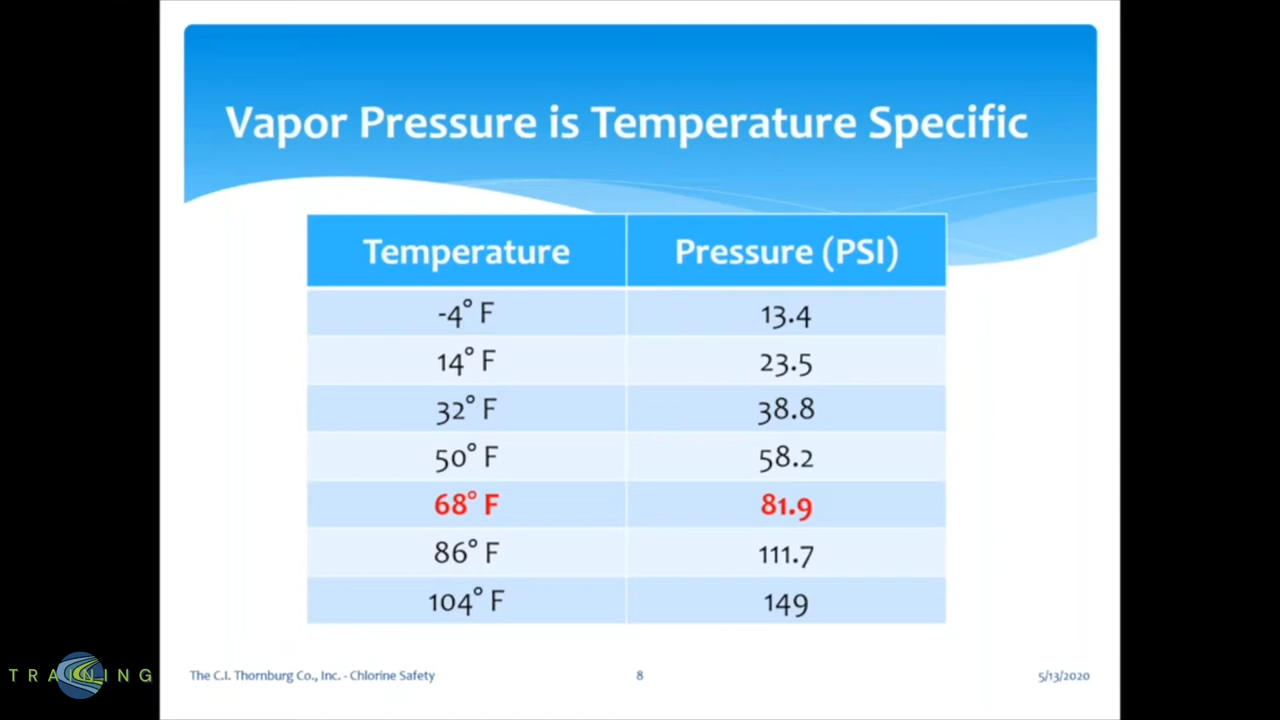 Vapor Pressure is Temperature Specific
Temperature Pressure (PSI)
-4° F 13.4
14° F 23.5
32° F 38.8
50° F 58.2
68° F 81.9
86° F 111.7
104° F 149
TRAINING
The C.I. Thornburg Co., Inc. - Chlorine Safety 8 5/13/2020